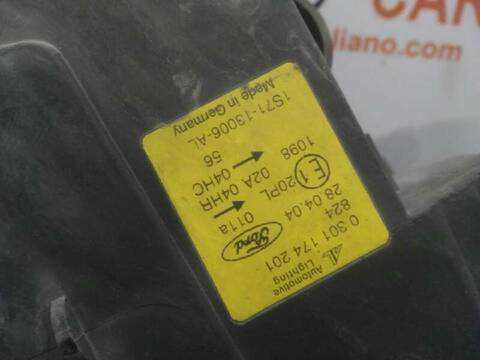 CAR
liano.com
Automotive
Lighting
0 301 174 201
824
28 04.04
Ford
011a
E1
20PL
02A 04HR
04HC
1098
56
1S71-13006-AL
Made in Germany